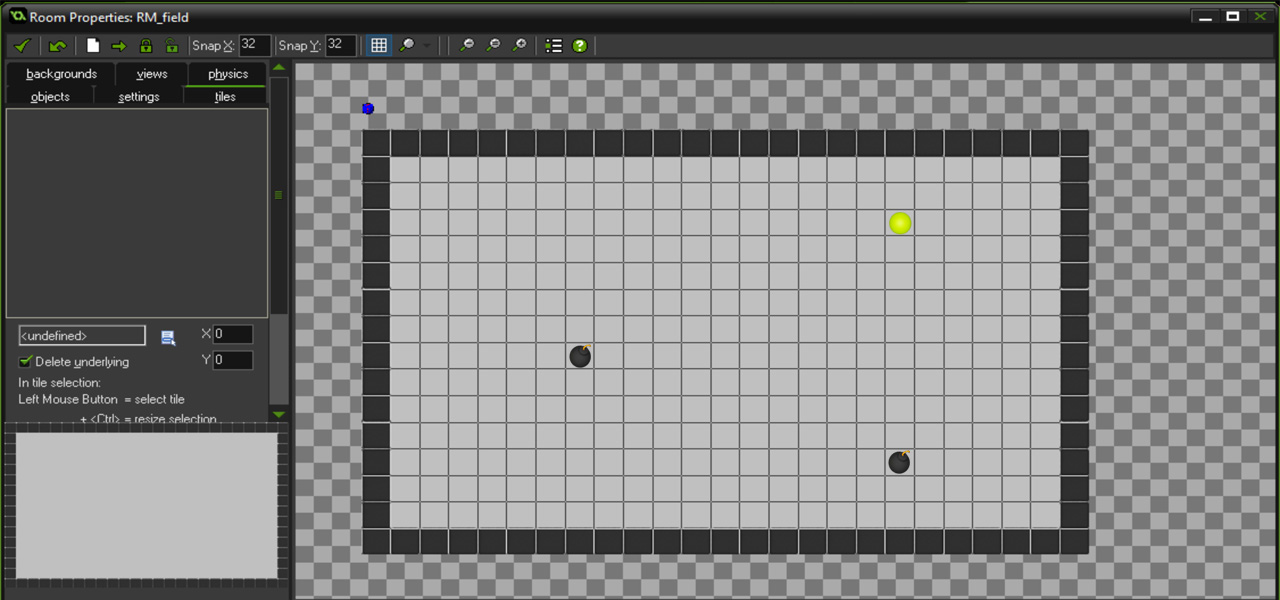 Room Properties: RM_field
Snap X: 32 Snap Y: 32
backgrounds views physics
objects settings tiles
<undefined> X 0
Delete underlying Y 0
In tile selection:
Left Mouse Button = select tile
+ <Ctrl> = resize selection